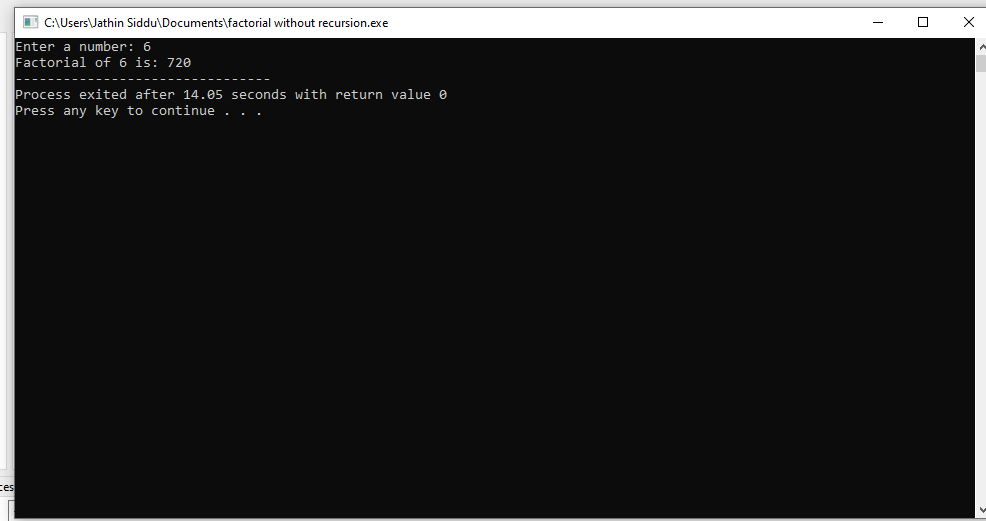 C:\Users\Jathin Siddu\Documents\factorial without recursion.exe
Enter a number: 6
Factorial of 6 is: 720
--------------------------------
Process exited after 14.05 seconds with return value 0
Press any key to continue . . .
ces